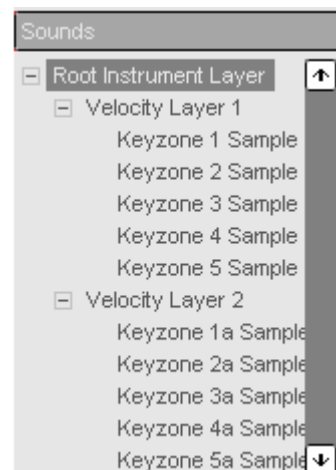 Sounds
Root Instrument Layer
Velocity Layer 1
Keyzone 1 Sample
Keyzone 2 Sample
Keyzone 3 Sample
Keyzone 4 Sample
Keyzone 5 Sample
Velocity Layer 2
Keyzone 1a Sample
Keyzone 2a Sample
Keyzone 3a Sample
Keyzone 4a Sample
Keyzone 5a Sample